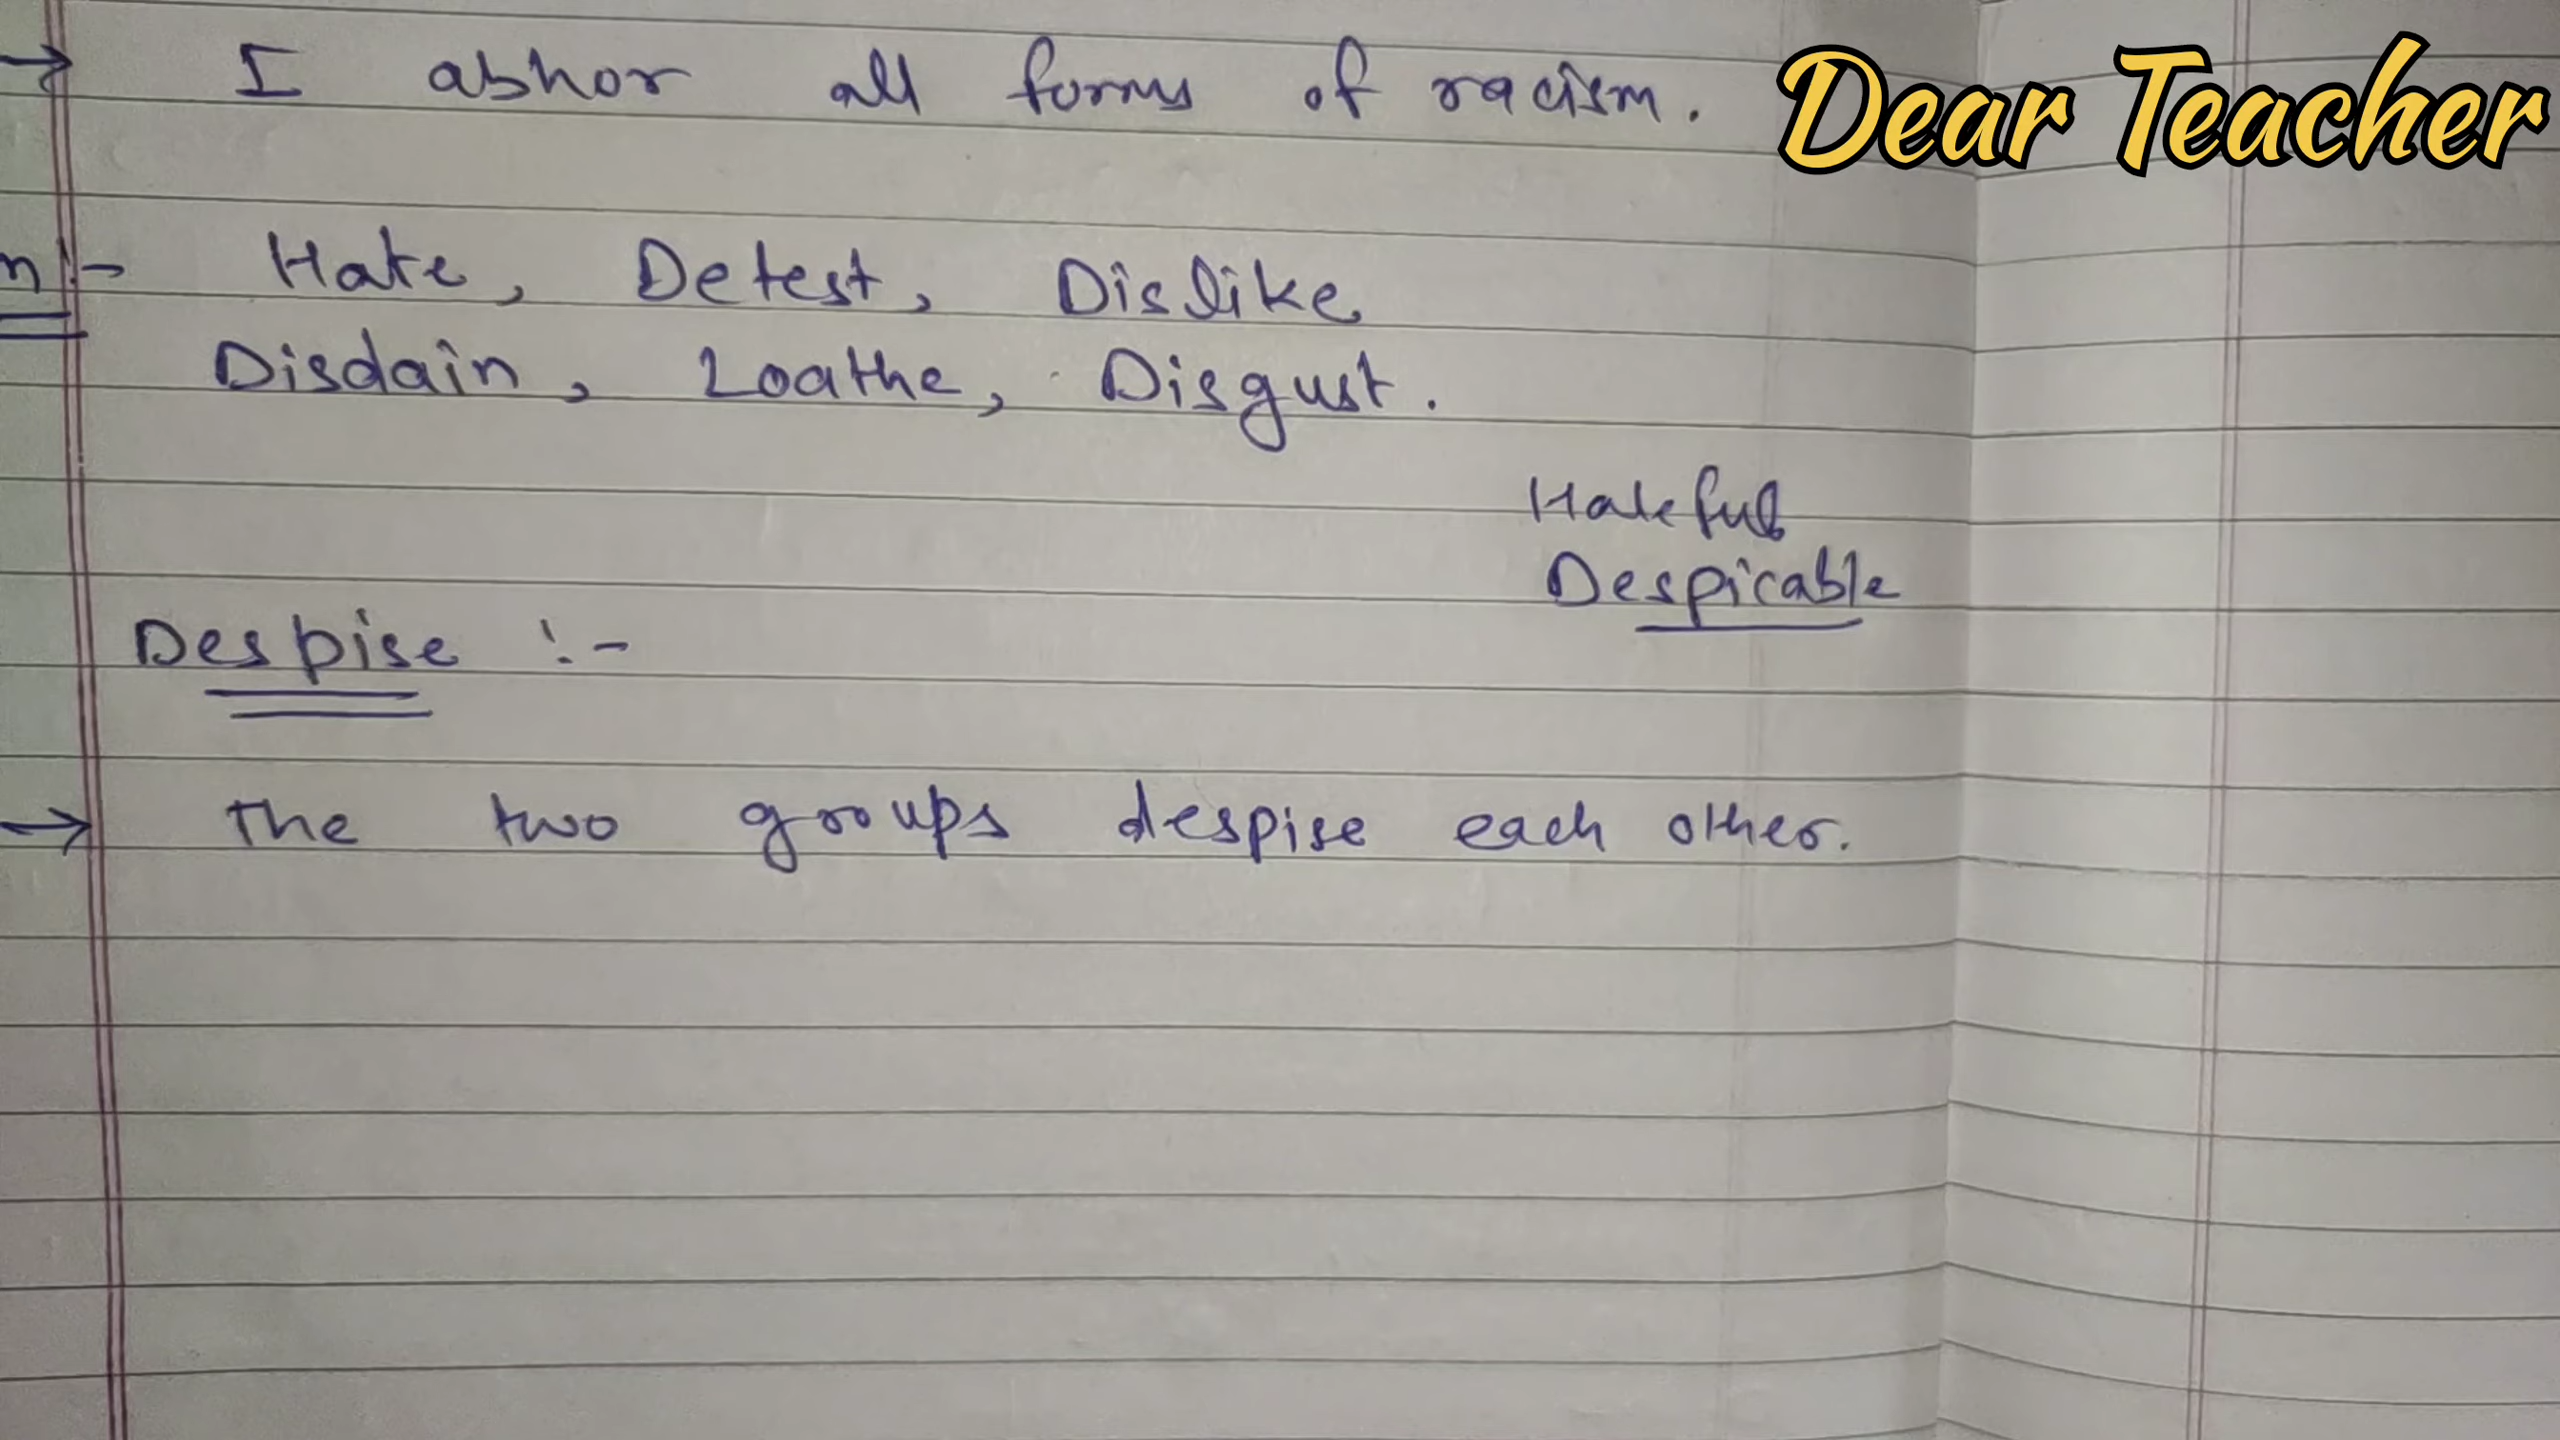 → I abhor all forms of racism.
Dear Teacher
n :- Hate, Detest, Dislike
Disdain, Loathe, Disgust.
Hateful
Despicable
Despise :-
→ The two groups despise each other.